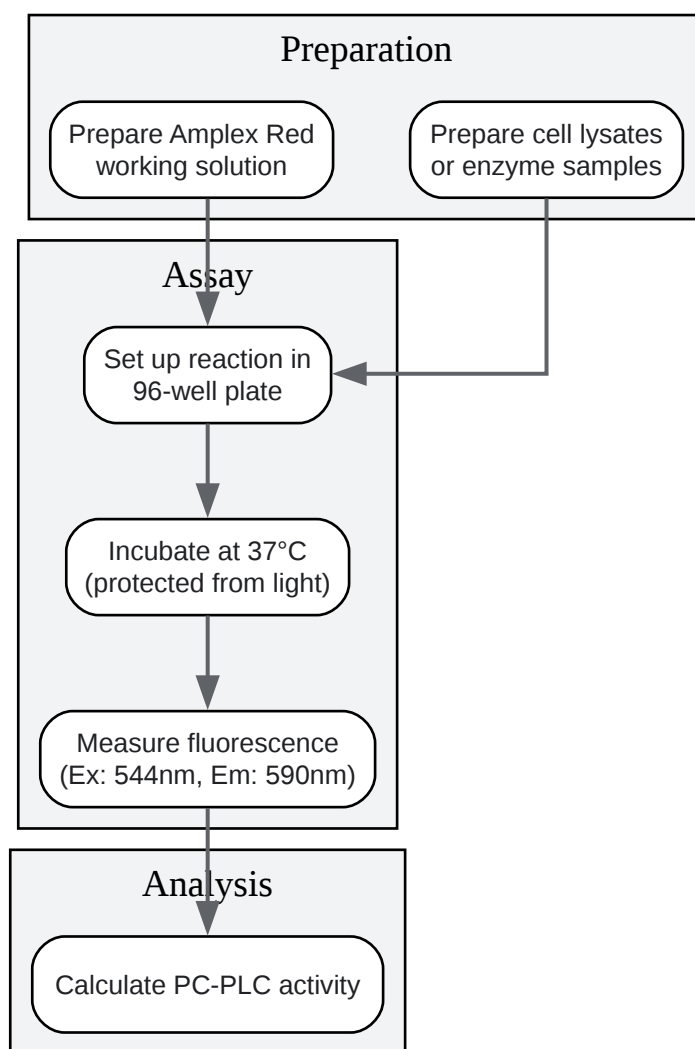 Preparation
Prepare Amplex Red
working solution
Prepare cell lysates
or enzyme samples
Assay
Set up reaction in
96-well plate
Incubate at 37°C
(protected from light)
Measure fluorescence
(Ex: 544nm, Em: 590nm)
Analysis
Calculate PC-PLC activity